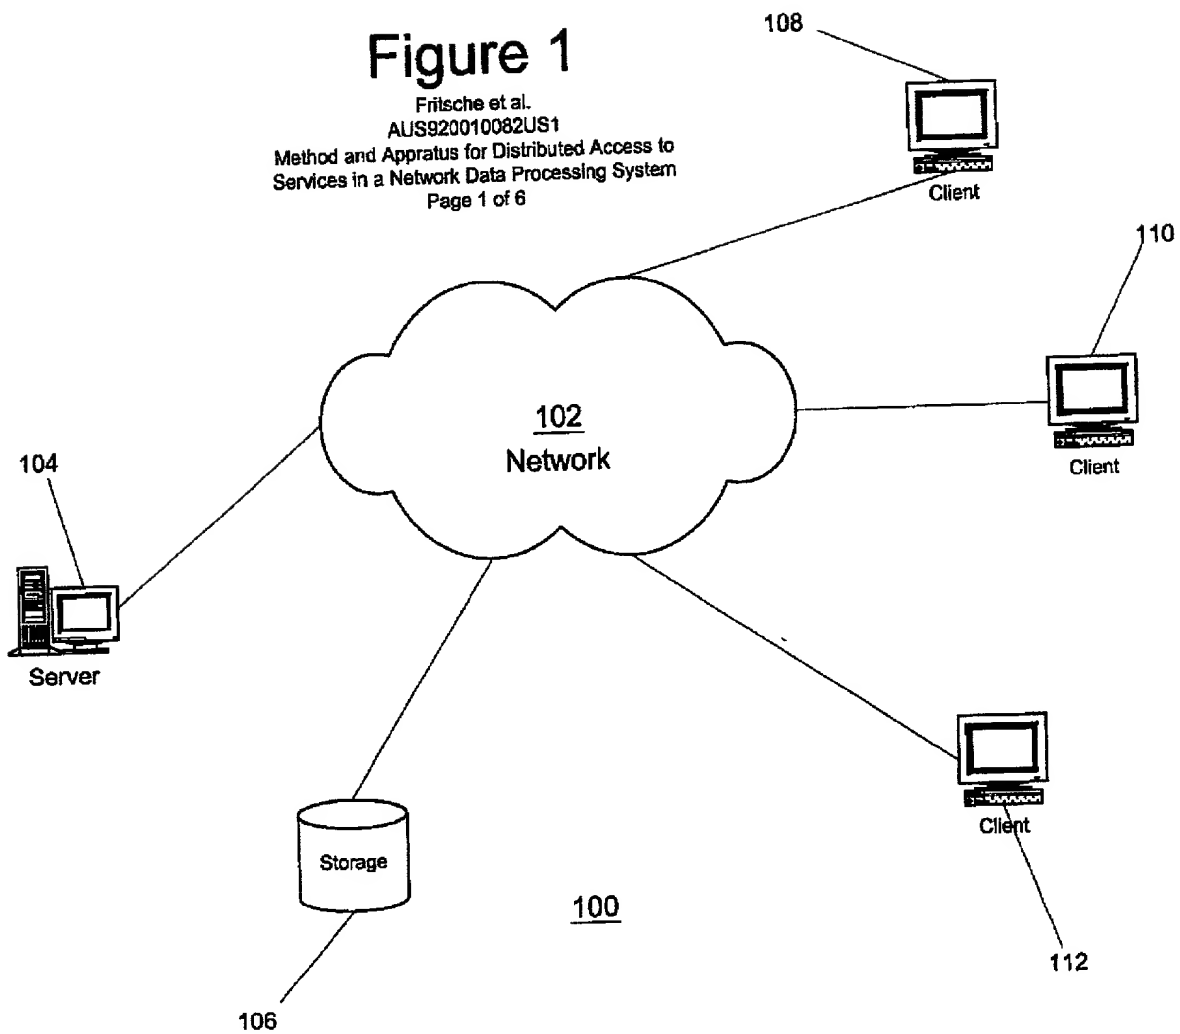 Figure 1
Fritsche et al.
AUS920010082US1
Method and Appratus for Distributed Access to
Services in a Network Data Processing System
Page 1 of 6
108
Client
110
Client
102
Network
104
Server
Storage
106
100
Client
112